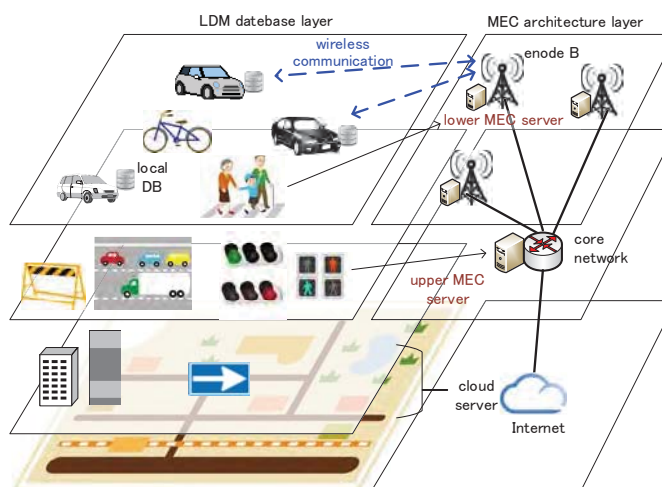 LDM datebase layer
MEC architecture layer
wireless
communication
enode B
lower MEC server
local
DB
core
network
upper MEC
server
cloud
server
Internet